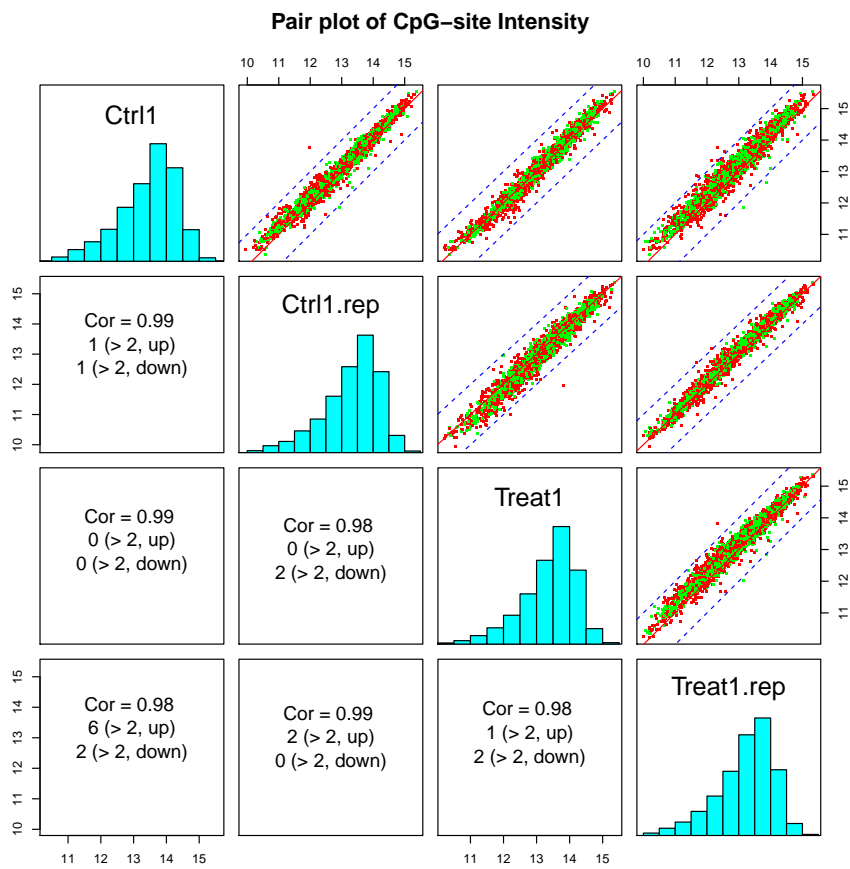 Pair plot of CpG−site Intensity
10 11 12 13 14 15
10 11 12 13 14 15
Ctrl1
11 12 13 14 15
10 11 12 13 14 15
Cor = 0.99
1 (> 2, up)
1 (> 2, down)
Ctrl1.rep
Cor = 0.99
0 (> 2, up)
0 (> 2, down)
Cor = 0.98
0 (> 2, up)
2 (> 2, down)
Treat1
11 12 13 14 15
10 11 12 13 14 15
Cor = 0.98
6 (> 2, up)
2 (> 2, down)
Cor = 0.99
2 (> 2, up)
0 (> 2, down)
Cor = 0.98
1 (> 2, up)
2 (> 2, down)
Treat1.rep
11 12 13 14 15
11 12 13 14 15